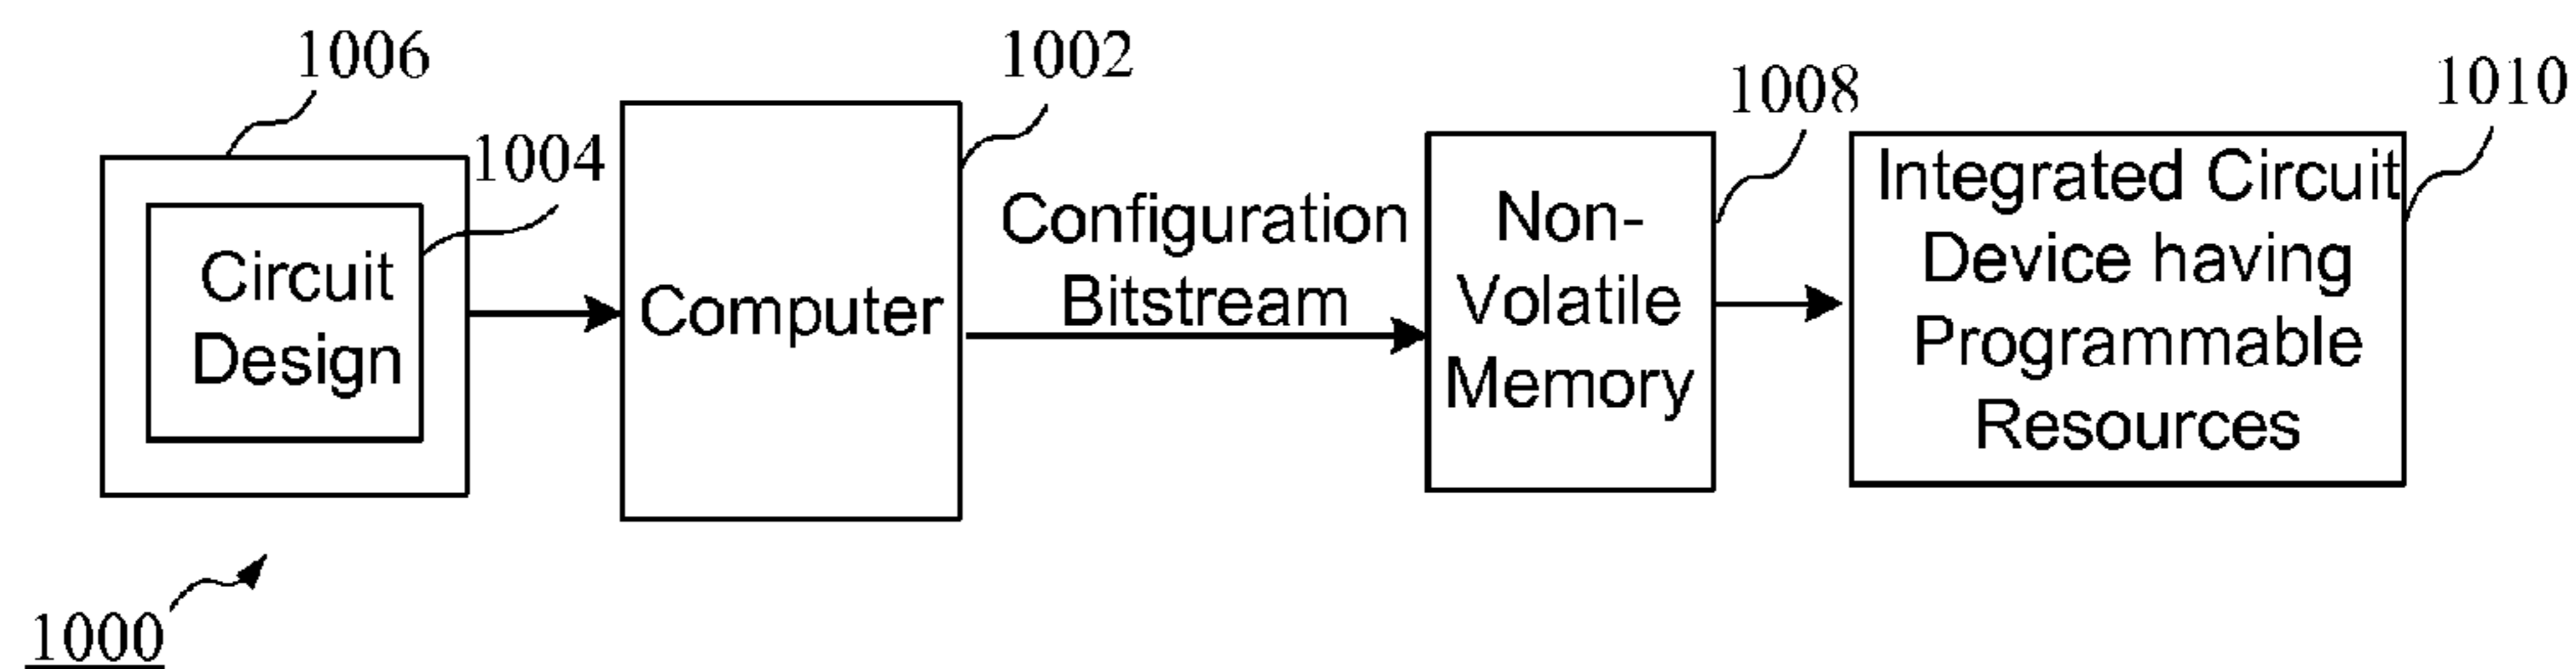 1006
1002
1008
1010
1004
Circuit
Design
Computer
Configuration
Bitstream
Non-
Volatile
Memory
Integrated Circuit
Device having
Programmable
Resources
1000